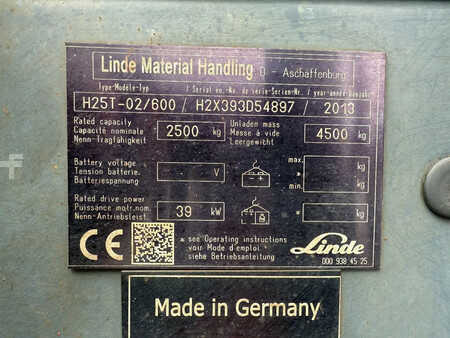 Linde Material Handling D - Aschaffenburg
Type-Modèle-Typ / Serial no.-No. de série-Serien-Nr. / year-année-Baujahr
H25T-02/600 / H2X393D54897 / 2013
Rated capacity
Capacité nominale 2500 kg
Nenn-Tragfähigkeit
Unladen mass
Masse à vide 4500 kg
Leergewicht
Battery voltage
Tension batterie. V
Batteriespannung
max. kg
*
min. kg
Rated drive power
Puissance motr.nom. 39 kW
Nenn-Antriebsleist.
* kg
CE
* see Operating instructions
voir Mode d'emploi
siehe Betriebsanleitung
Linde
000 938 45 25
Made in Germany